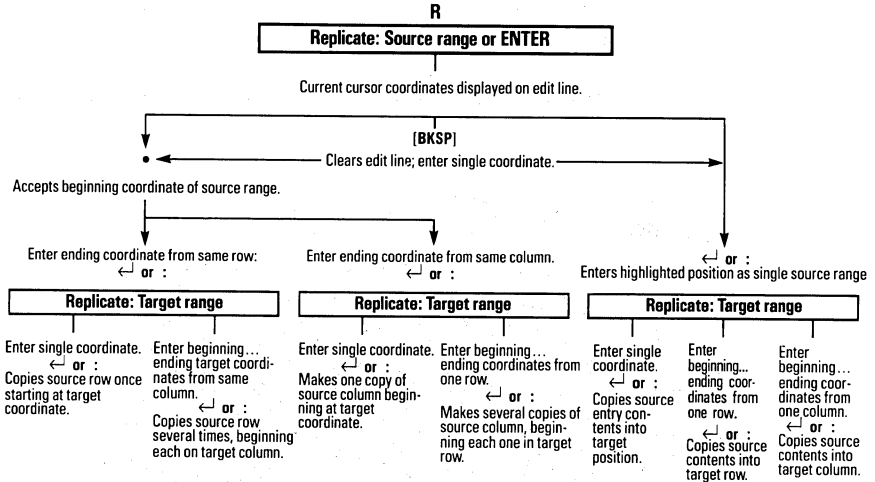 R
Replicate: Source range or ENTER
Current cursor coordinates displayed on edit line.
[BKSP]
• Clears edit line; enter single coordinate.
Accepts beginning coordinate of source range.
Enter ending coordinate from same row:
↵ or :
Replicate: Target range
Enter single coordinate.
↵ or :
Copies source row once
starting at target
coordinate.
Enter beginning...
ending target coordi-
nates from same
column.
↵ or :
Copies source row
several times, beginning
each on target column.
Enter ending coordinate from same column.
↵ or :
Replicate: Target range
Enter single coordinate.
↵ or :
Makes one copy of
source column begin-
ning at target
coordinate.
Enter beginning...
ending coordinates from
one row.
↵ or :
Makes several copies of
source column, begin-
ning each one in target
row.
↵ or :
Enters highlighted position as single source range
Replicate: Target range
Enter single
coordinate.
↵ or :
Copies source
entry con-
tents into
target
position.
Enter
beginning...
ending coor-
dinates from
one row.
↵ or :
Copies source
contents into
target row.
Enter
beginning...
ending coor-
dinates from
one column.
↵ or :
Copies source
contents into
target column.